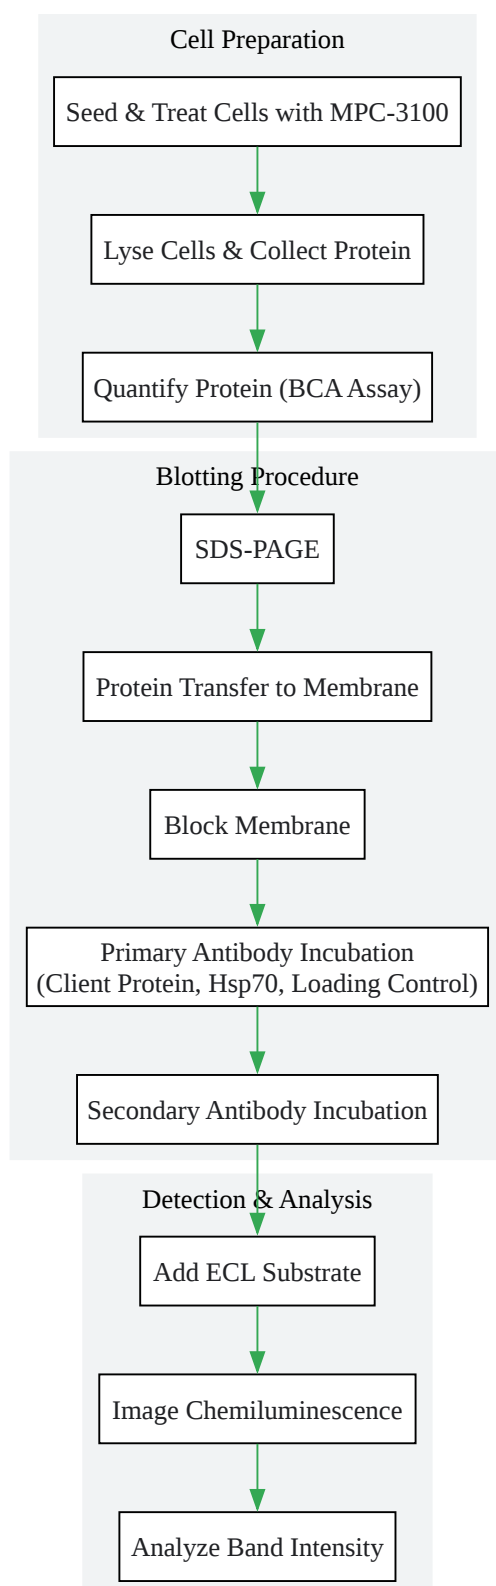 Cell Preparation
Seed & Treat Cells with MPC-3100
Lyse Cells & Collect Protein
Quantify Protein (BCA Assay)
Blotting Procedure
SDS-PAGE
Protein Transfer to Membrane
Block Membrane
Primary Antibody Incubation
(Client Protein, Hsp70, Loading Control)
Secondary Antibody Incubation
Detection & Analysis
Add ECL Substrate
Image Chemiluminescence
Analyze Band Intensity